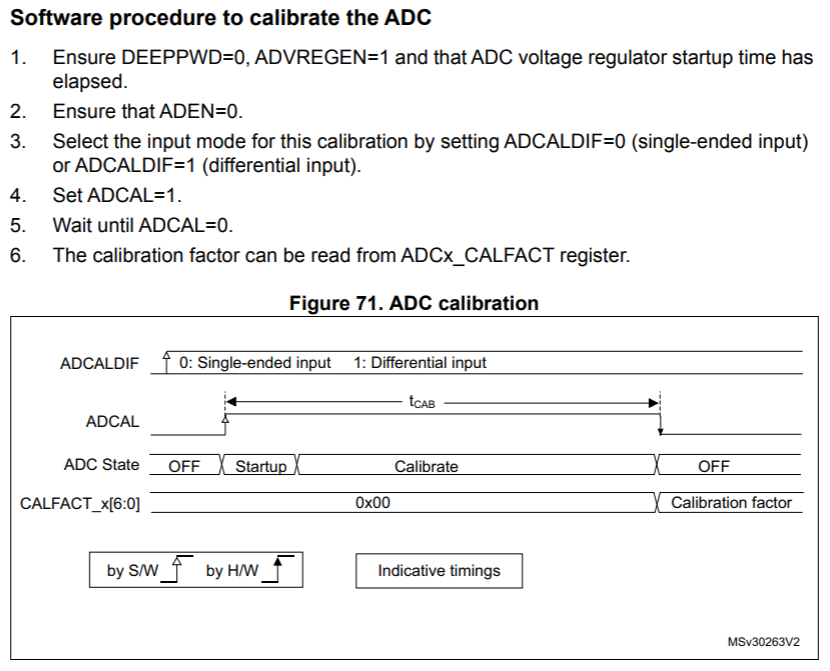 Software procedure to calibrate the ADC
1. Ensure DEEPPWD=0, ADVREGEN=1 and that ADC voltage regulator startup time has
elapsed.
2. Ensure that ADEN=0.
3. Select the input mode for this calibration by setting ADCALDIF=0 (single-ended input)
or ADCALDIF=1 (differential input).
4. Set ADCAL=1.
5. Wait until ADCAL=0.
6. The calibration factor can be read from ADCx_CALFACT register.
Figure 71. ADC calibration
ADCALDIF 0: Single-ended input 1: Differential input
tCAB
ADCAL
ADC State OFF Startup Calibrate OFF
CALFACT_x[6:0] 0x00 Calibration factor
by S/W by H/W Indicative timings
MSv30263V2